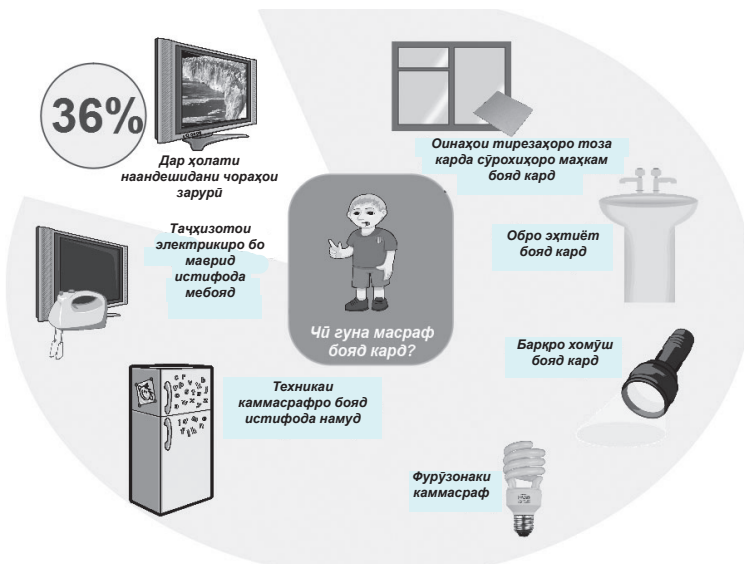 36%
Дар ҳолати
наандешидани чораҳои
зарурӣ
Оинаҳои тирезаҳоро тоза
карда сӯрохиҳоро маҳкам
бояд кард
Таҷҳизотои
электрикиро бо
маврид
истифода
мебояд
Обро эҳтиёт
бояд кард
Чӣ гуна масраф
бояд кард?
Барқро хомӯш
бояд кард
Техникаи
каммасрафро бояд
истифода намуд
Фурӯзонаки
каммасраф